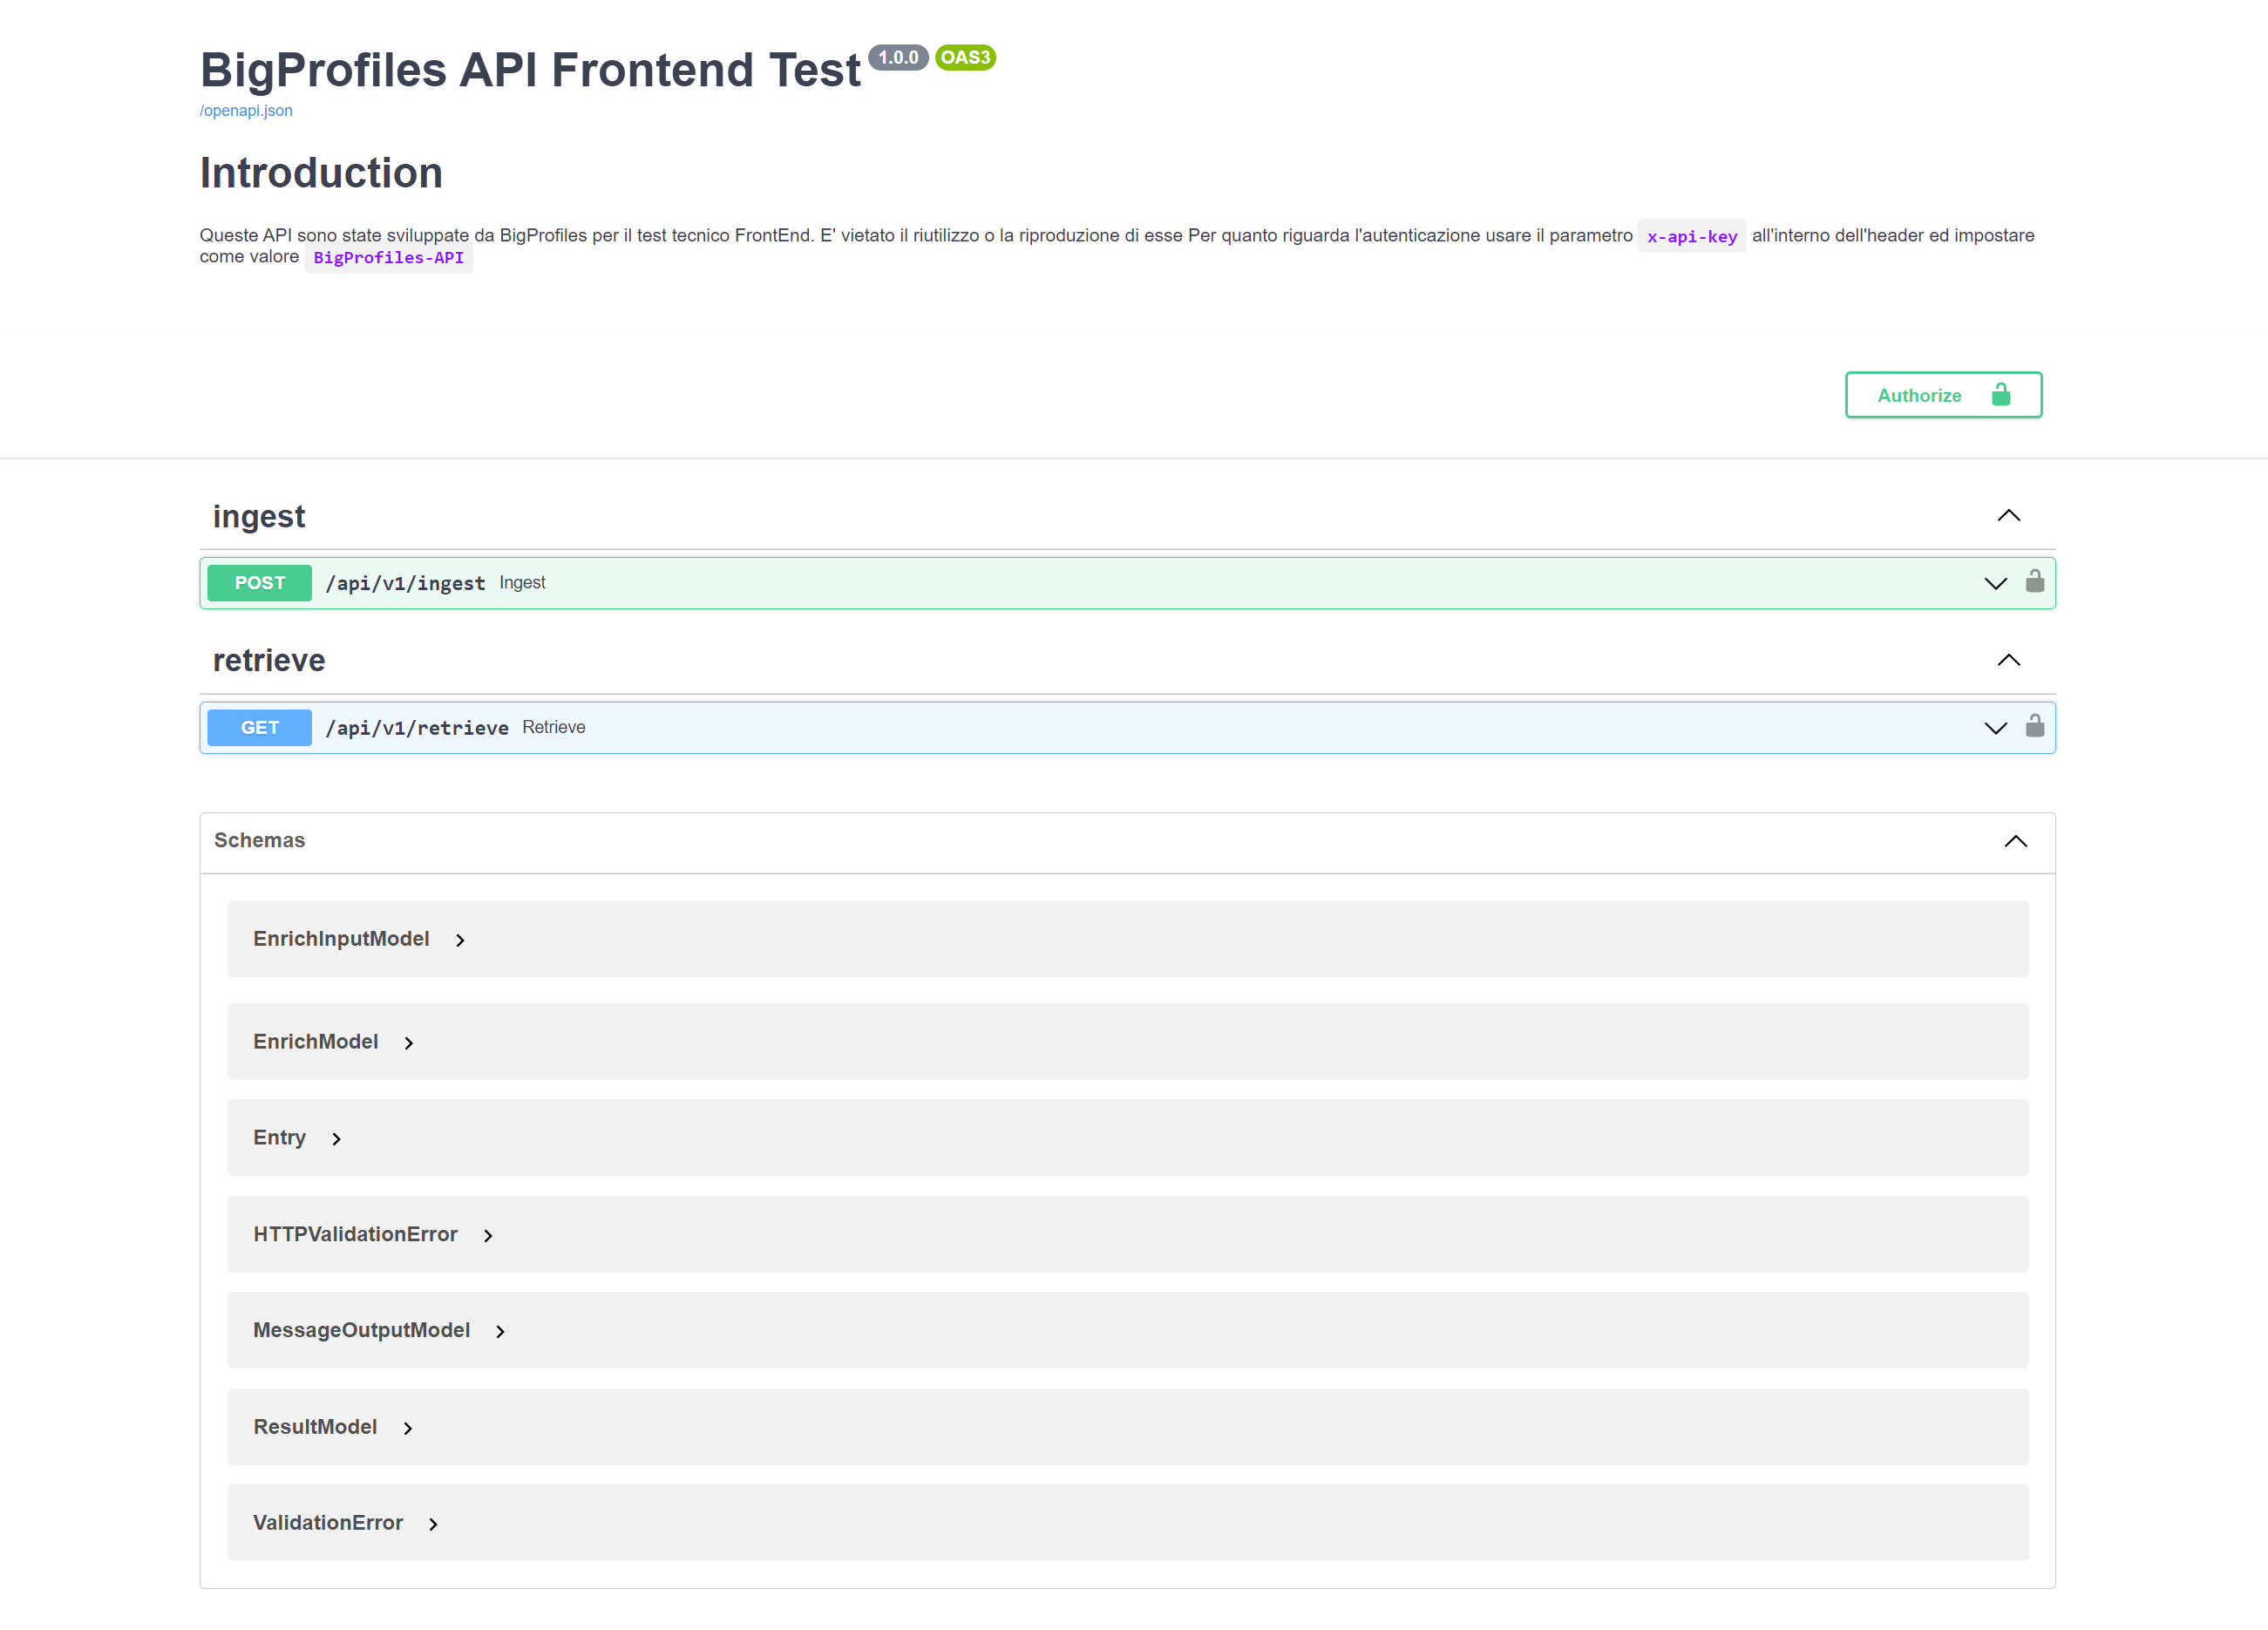 BigProfiles API Frontend Test 1.0.0 OAS3
/openapi.json
Introduction
Queste API sono state sviluppate da BigProfiles per il test tecnico FrontEnd. E' vietato il riutilizzo o la riproduzione di esse Per quanto riguarda l'autenticazione usare il parametro x-api-key all'interno dell'header ed impostare
come valore BigProfiles-API
Authorize
ingest
POST /api/v1/ingest Ingest
retrieve
GET /api/v1/retrieve Retrieve
Schemas
EnrichInputModel
EnrichModel
Entry
HTTPValidationError
MessageOutputModel
ResultModel
ValidationError